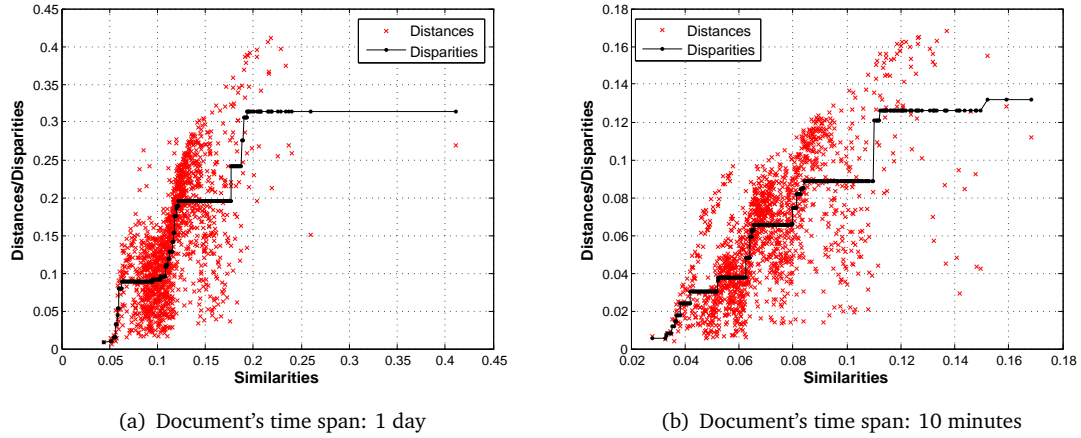 0.45
0.4
0.35
0.3
0.25
0.2
0.15
0.1
0.05
0
0 0.05 0.1 0.15 0.2 0.25 0.3 0.35 0.4 0.45
Distances/Disparities
Similarities
Distances
Disparities
(a) Document's time span: 1 day
0.18
0.16
0.14
0.12
0.1
0.08
0.06
0.04
0.02
0
0.02 0.04 0.06 0.08 0.1 0.12 0.14 0.16 0.18
Distances/Disparities
Similarities
Distances
Disparities
(b) Document's time span: 10 minutes